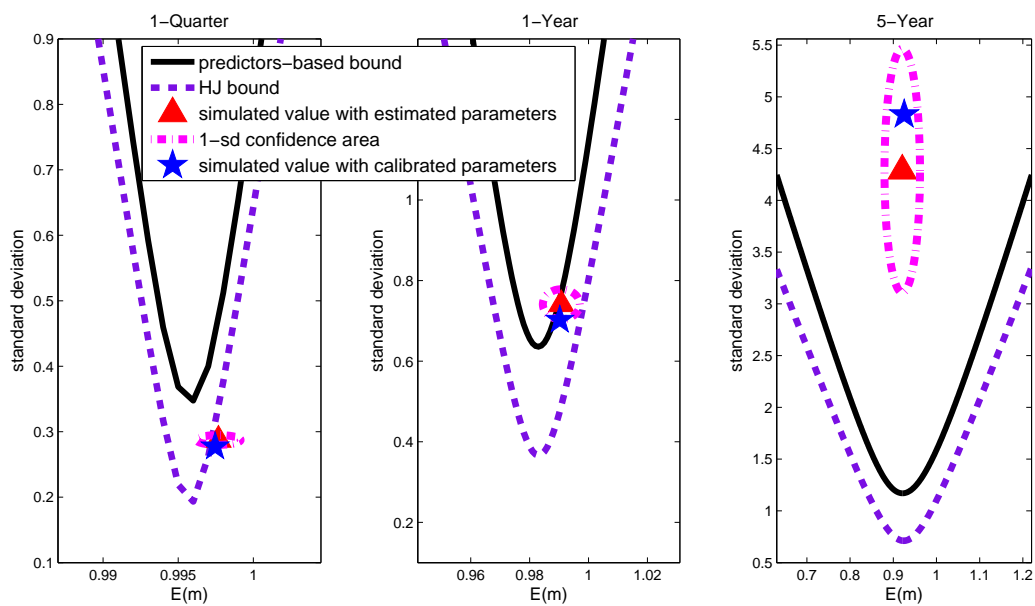 1−Quarter
1−Year
5−Year
predictors−based bound
HJ bound
simulated value with estimated parameters
1−sd confidence area
simulated value with calibrated parameters
standard deviation
0.9
0.8
0.7
0.6
0.5
0.4
0.3
0.2
0.1
0.99
0.995
1
E(m)
standard deviation
1
0.8
0.6
0.4
0.2
0.96
0.98
1
1.02
E(m)
standard deviation
5.5
5
4.5
4
3.5
3
2.5
2
1.5
1
0.5
0.7
0.8
0.9
1
1.1
1.2
E(m)